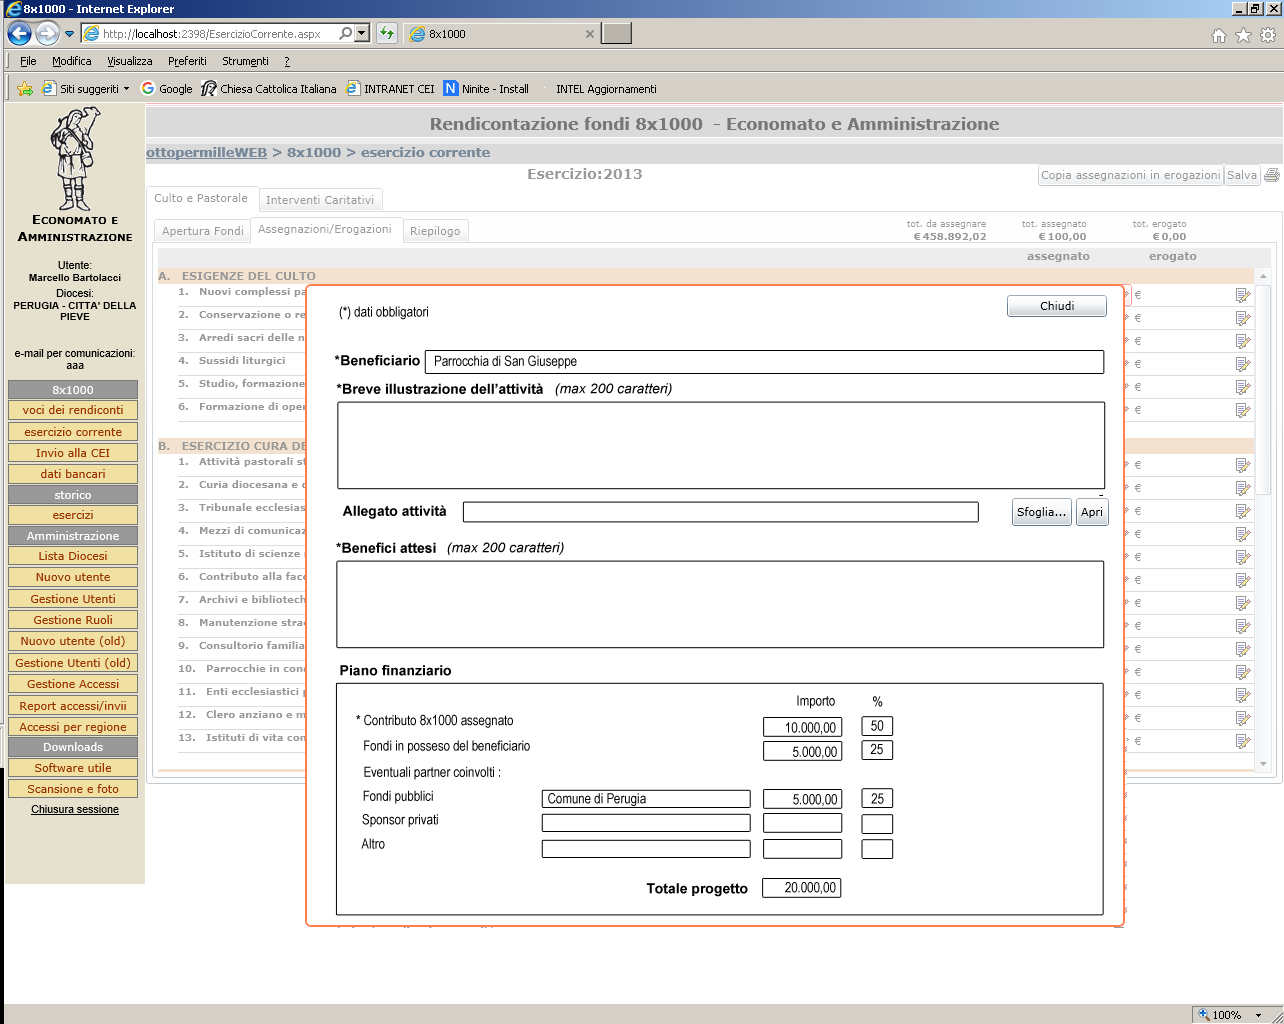 8x1000 - Internet Explorer
http://localhost:2398/EsercizioCorrente.aspx
8x1000
File Modifica Visualizza Preferiti Strumenti ?
Siti suggeriti Google Chiesa Cattolica Italiana INTRANET CEI Ninite - Install INTEL Aggiornamenti
ECONOMATO E
AMMINISTRAZIONE
Utente:
Marcello Bartolacci
Diocesi:
PERUGIA - CITTA' DELLA
PIEVE
e-mail per comunicazioni:
aaa
8x1000
voci dei rendiconti
esercizio corrente
Invio alla CEI
dati bancari
storico
esercizi
Amministrazione
Lista Diocesi
Nuovo utente
Gestione Utenti
Gestione Ruoli
Nuovo utente (old)
Gestione Utenti (old)
Gestione Accessi
Report accessi/invii
Accessi per regione
Downloads
Software utile
Scansione e foto
Chiusura sessione
Rendicontazione fondi 8x1000 - Economato e Amministrazione
ottopermilleWEB > 8x1000 > esercizio corrente
Esercizio:2013
Copia assegnazioni in erogazioni Salva
Culto e Pastorale Interventi Caritativi
Apertura Fondi Assegnazioni/Erogazioni Riepilogo
tot. da assegnare tot. assegnato tot. erogato
€ 458.892,02 € 100,00 € 0,00
assegnato erogato
A. ESIGENZE DEL CULTO
1. Nuovi complessi €
2. Conservazione o €
3. Arredi sacri delle €
4. Sussidi liturgici €
5. Studio, formazione €
6. Formazione di €
B. ESERCIZIO CURA
1. Attività pastorali €
2. Curia diocesana e €
3. Tribunale €
4. Mezzi di €
5. Istituto di scienze €
6. Contributo alla €
7. Archivi e €
8. Manutenzione €
9. Consultorio €
10. Parrocchie in €
11. Enti ecclesiastici €
12. Clero anziano e €
13. Istituti di vita €
(*) dati obbligatori
Chiudi
*Beneficiario Parrocchia di San Giuseppe
*Breve illustrazione dell'attività (max 200 caratteri)
Allegato attività Sfoglia... Apri
*Benefici attesi (max 200 caratteri)
Piano finanziario
Importo %
* Contributo 8x1000 assegnato 10.000,00 50
Fondi in posseso del beneficiario 5.000,00 25
Eventuali partner coinvolti :
Fondi pubblici Comune di Perugia 5.000,00 25
Sponsor privati
Altro
Totale progetto 20.000,00
100%